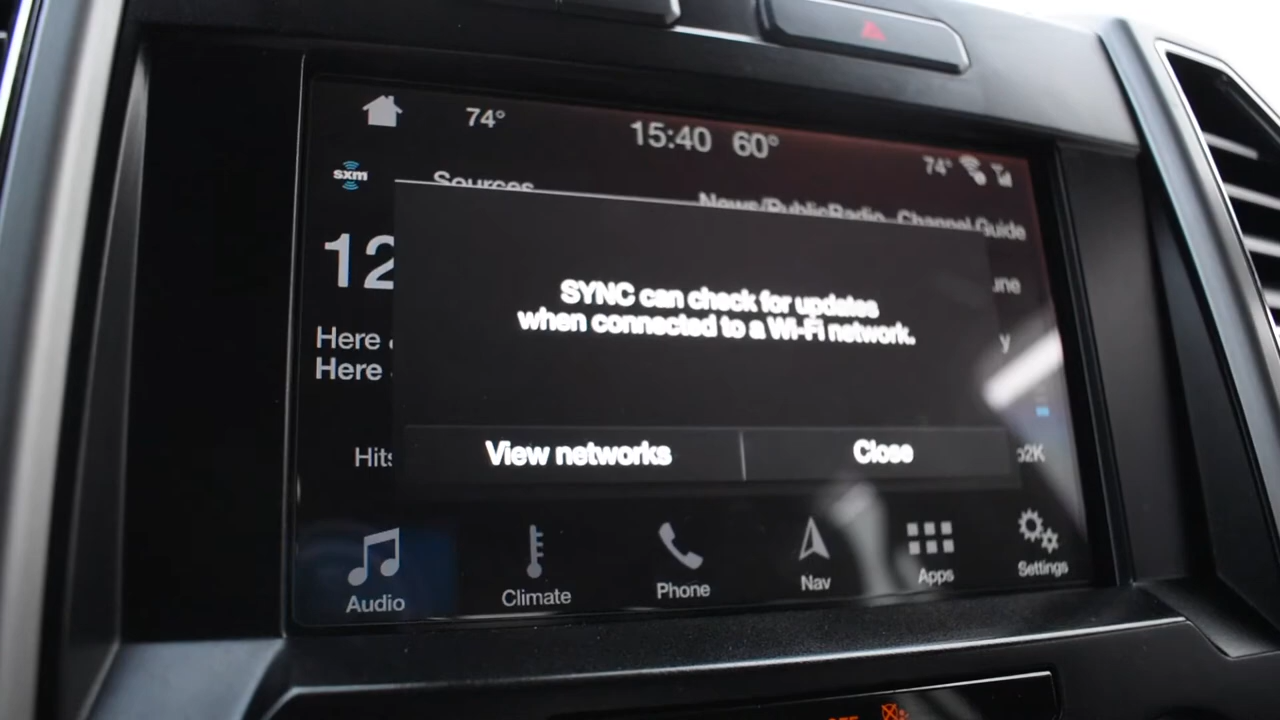 74° 15:40 60° 74°
sxm Sources News/PublicRadio Channel Guide
12
SYNC can check for updates
when connected to a Wi-Fi network.
Here
Here
y
View networks Close
Hits
Audio Climate Phone Nav Apps Settings